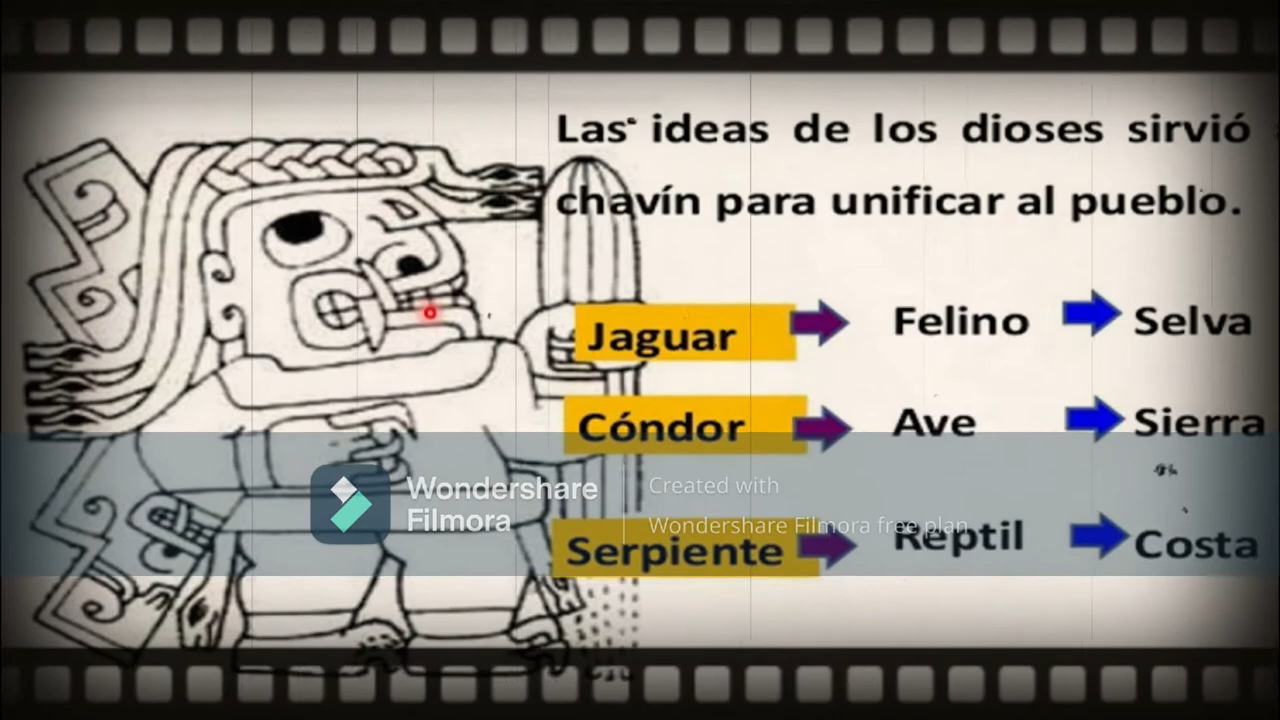 Las ideas de los dioses sirvió
chavín para unificar al pueblo.
Jaguar Felino Selva
Cóndor Ave Sierra
Wondershare
Filmora
Created with
Wondershare Filmora free plan
Serpiente Reptil Costa